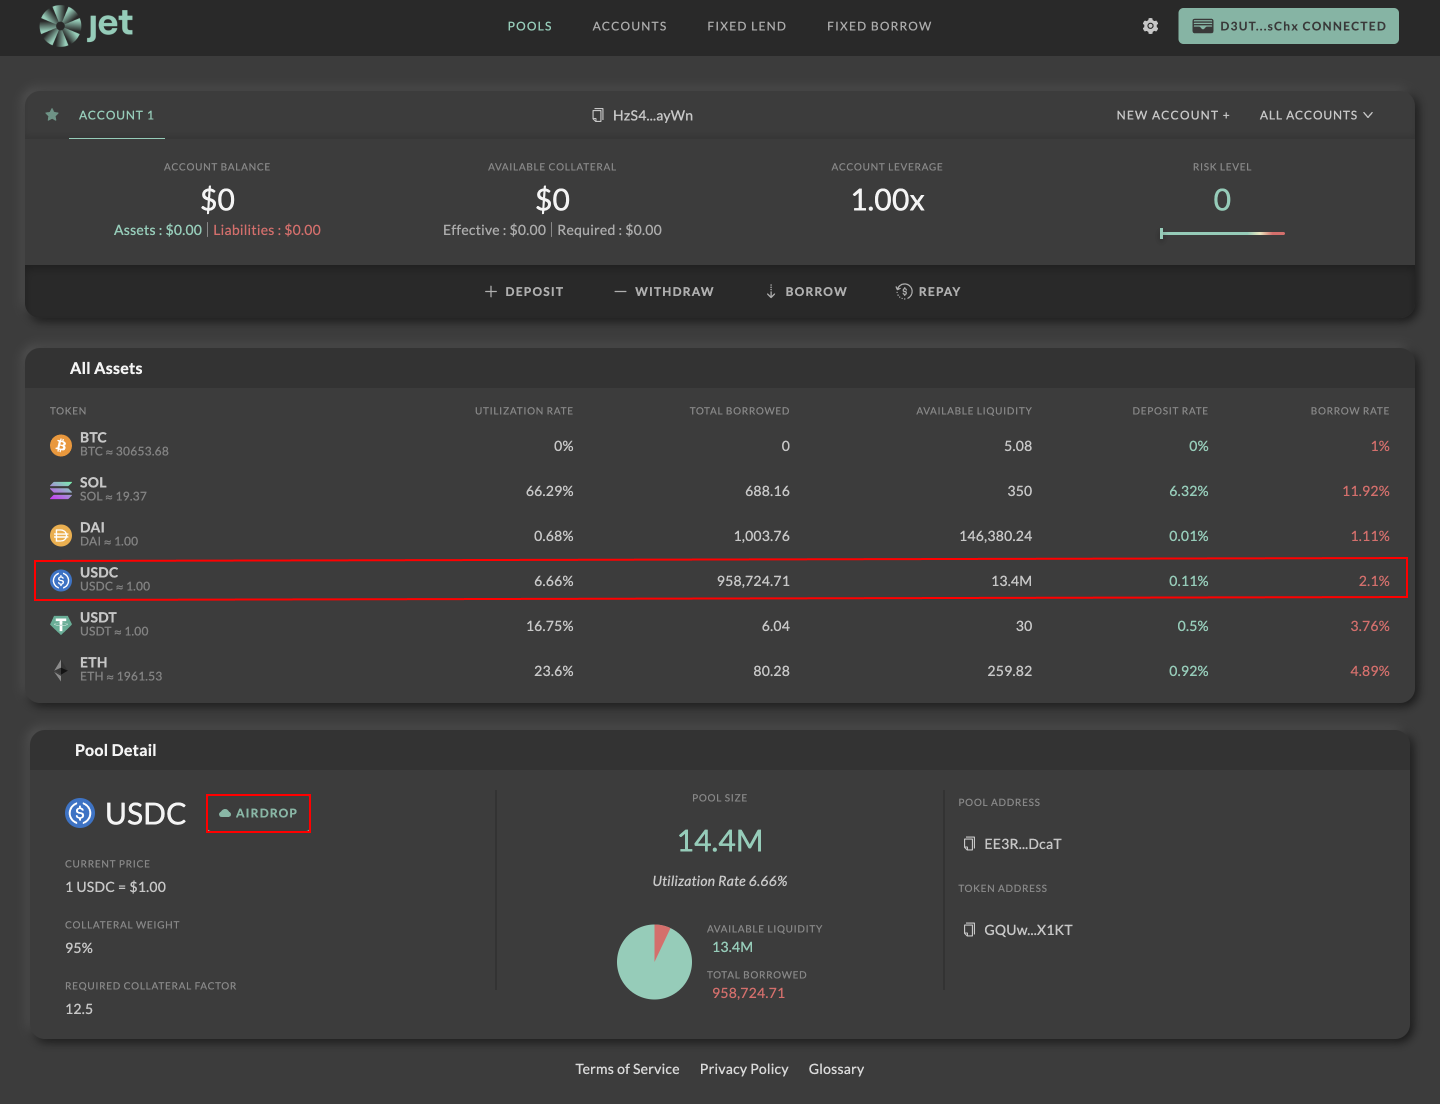 jet
POOLS ACCOUNTS FIXED LEND FIXED BORROW
D3UT...sChx CONNECTED
ACCOUNT 1
HzS4...ayWn
NEW ACCOUNT + ALL ACCOUNTS
ACCOUNT BALANCE AVAILABLE COLLATERAL ACCOUNT LEVERAGE RISK LEVEL
$0 $0 1.00x 0
Assets : $0.00 | Liabilities : $0.00 Effective : $0.00 | Required : $0.00
+ DEPOSIT — WITHDRAW BORROW REPAY
All Assets
TOKEN UTILIZATION RATE TOTAL BORROWED AVAILABLE LIQUIDITY DEPOSIT RATE BORROW RATE
BTC
BTC ≈ 30653.68
0% 0 5.08 0% 1%
SOL
SOL ≈ 19.37
66.29% 688.16 350 6.32% 11.92%
DAI
DAI ≈ 1.00
0.68% 1,003.76 146,380.24 0.01% 1.11%
USDC
USDC ≈ 1.00
6.66% 958,724.71 13.4M 0.11% 2.1%
USDT
USDT ≈ 1.00
16.75% 6.04 30 0.5% 3.76%
ETH
ETH ≈ 1961.53
23.6% 80.28 259.82 0.92% 4.89%
Pool Detail
USDC AIRDROP
CURRENT PRICE
1 USDC = $1.00
COLLATERAL WEIGHT
95%
REQUIRED COLLATERAL FACTOR
12.5
POOL SIZE
14.4M
Utilization Rate 6.66%
AVAILABLE LIQUIDITY
13.4M
TOTAL BORROWED
958,724.71
POOL ADDRESS
EE3R...DcaT
TOKEN ADDRESS
GQUw...X1KT
Terms of Service Privacy Policy Glossary